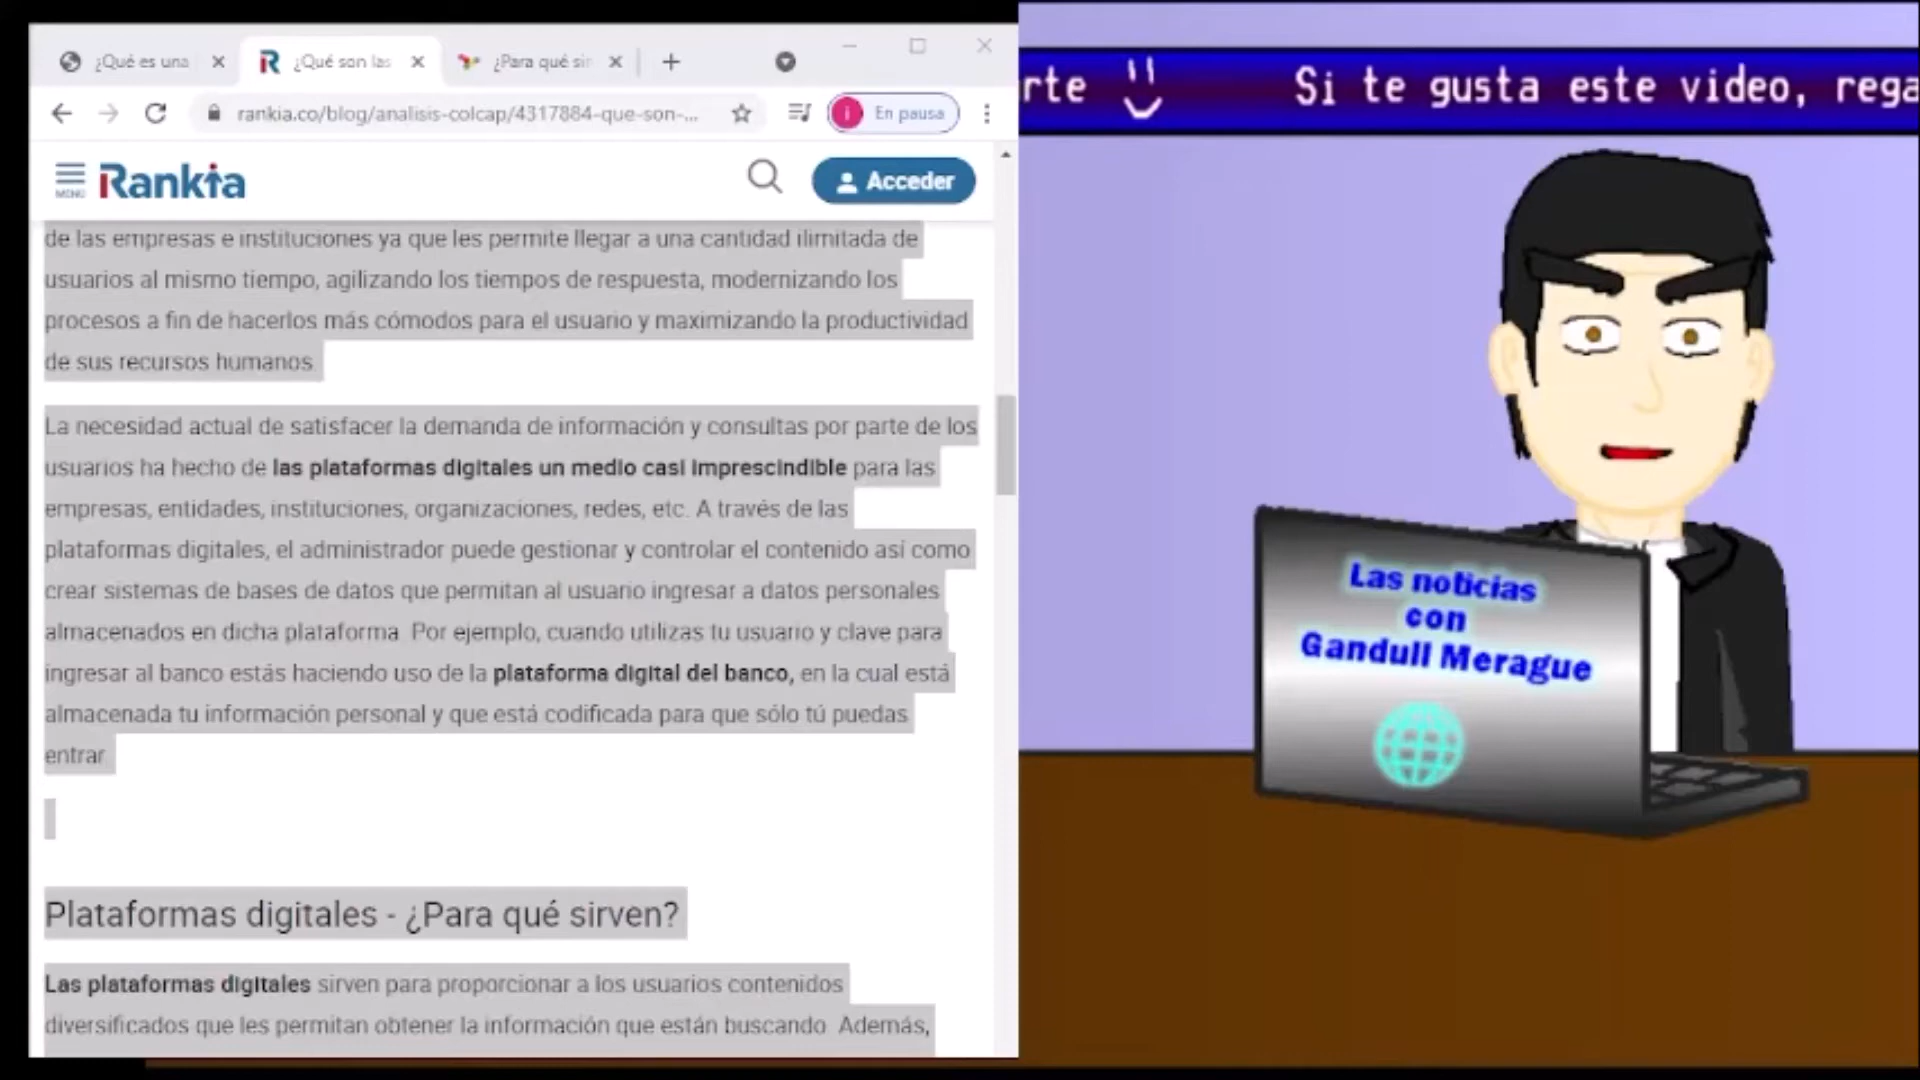 ¿Qué es una
¿Qué son las
¿Para qué sir
rankia.co/blog/analisis-colcap/4317884-que-son-...
i
En pausa
MENU
Rankia
Acceder
de las empresas e instituciones ya que les permite llegar a una cantidad ilimitada de
usuarios al mismo tiempo, agilizando los tiempos de respuesta, modernizando los
procesos a fin de hacerlos más cómodos para el usuario y maximizando la productividad
de sus recursos humanos.
La necesidad actual de satisfacer la demanda de información y consultas por parte de los
usuarios ha hecho de las plataformas digitales un medio casi imprescindible para las
empresas, entidades, instituciones, organizaciones, redes, etc. A través de las
plataformas digitales, el administrador puede gestionar y controlar el contenido así como
crear sistemas de bases de datos que permitan al usuario ingresar a datos personales
almacenados en dicha plataforma. Por ejemplo, cuando utilizas tu usuario y clave para
ingresar al banco estás haciendo uso de la plataforma digital del banco, en la cual está
almacenada tu información personal y que está codificada para que sólo tú puedas
entrar.
Plataformas digitales - ¿Para qué sirven?
Las plataformas digitales sirven para proporcionar a los usuarios contenidos
diversificados que les permitan obtener la información que están buscando. Además,
rte Si te gusta este video, rega
Las noticias
con
Gandull Merague